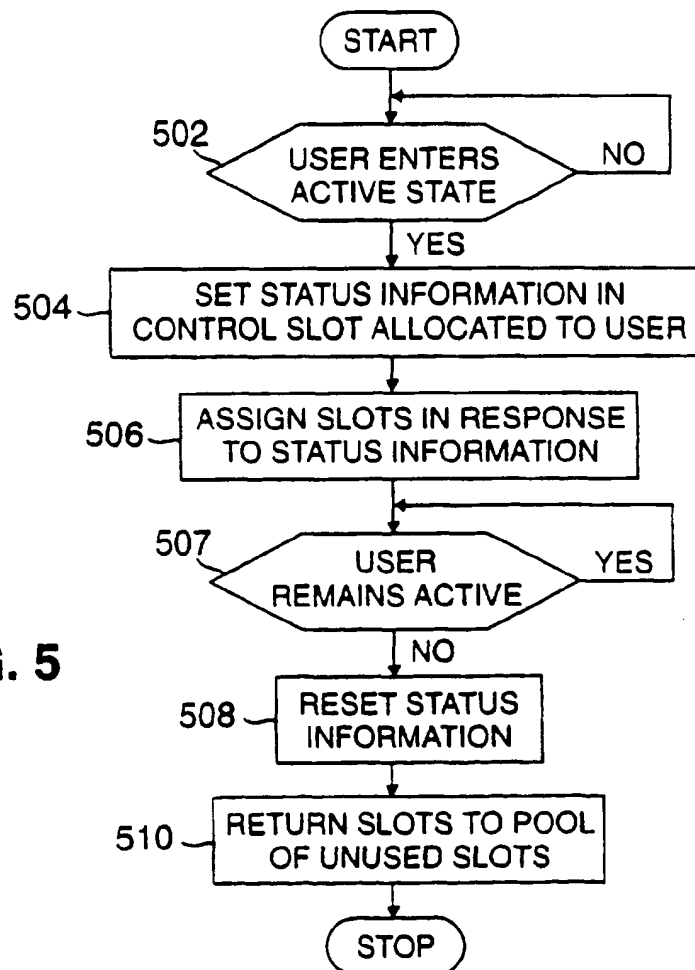 START
502
USER ENTERS
ACTIVE STATE
NO
YES
504
SET STATUS INFORMATION IN
CONTROL SLOT ALLOCATED TO USER
506
ASSIGN SLOTS IN RESPONSE
TO STATUS INFORMATION
507
USER
REMAINS ACTIVE
YES
NO
. 5
508
RESET STATUS
INFORMATION
510
RETURN SLOTS TO POOL
OF UNUSED SLOTS
STOP